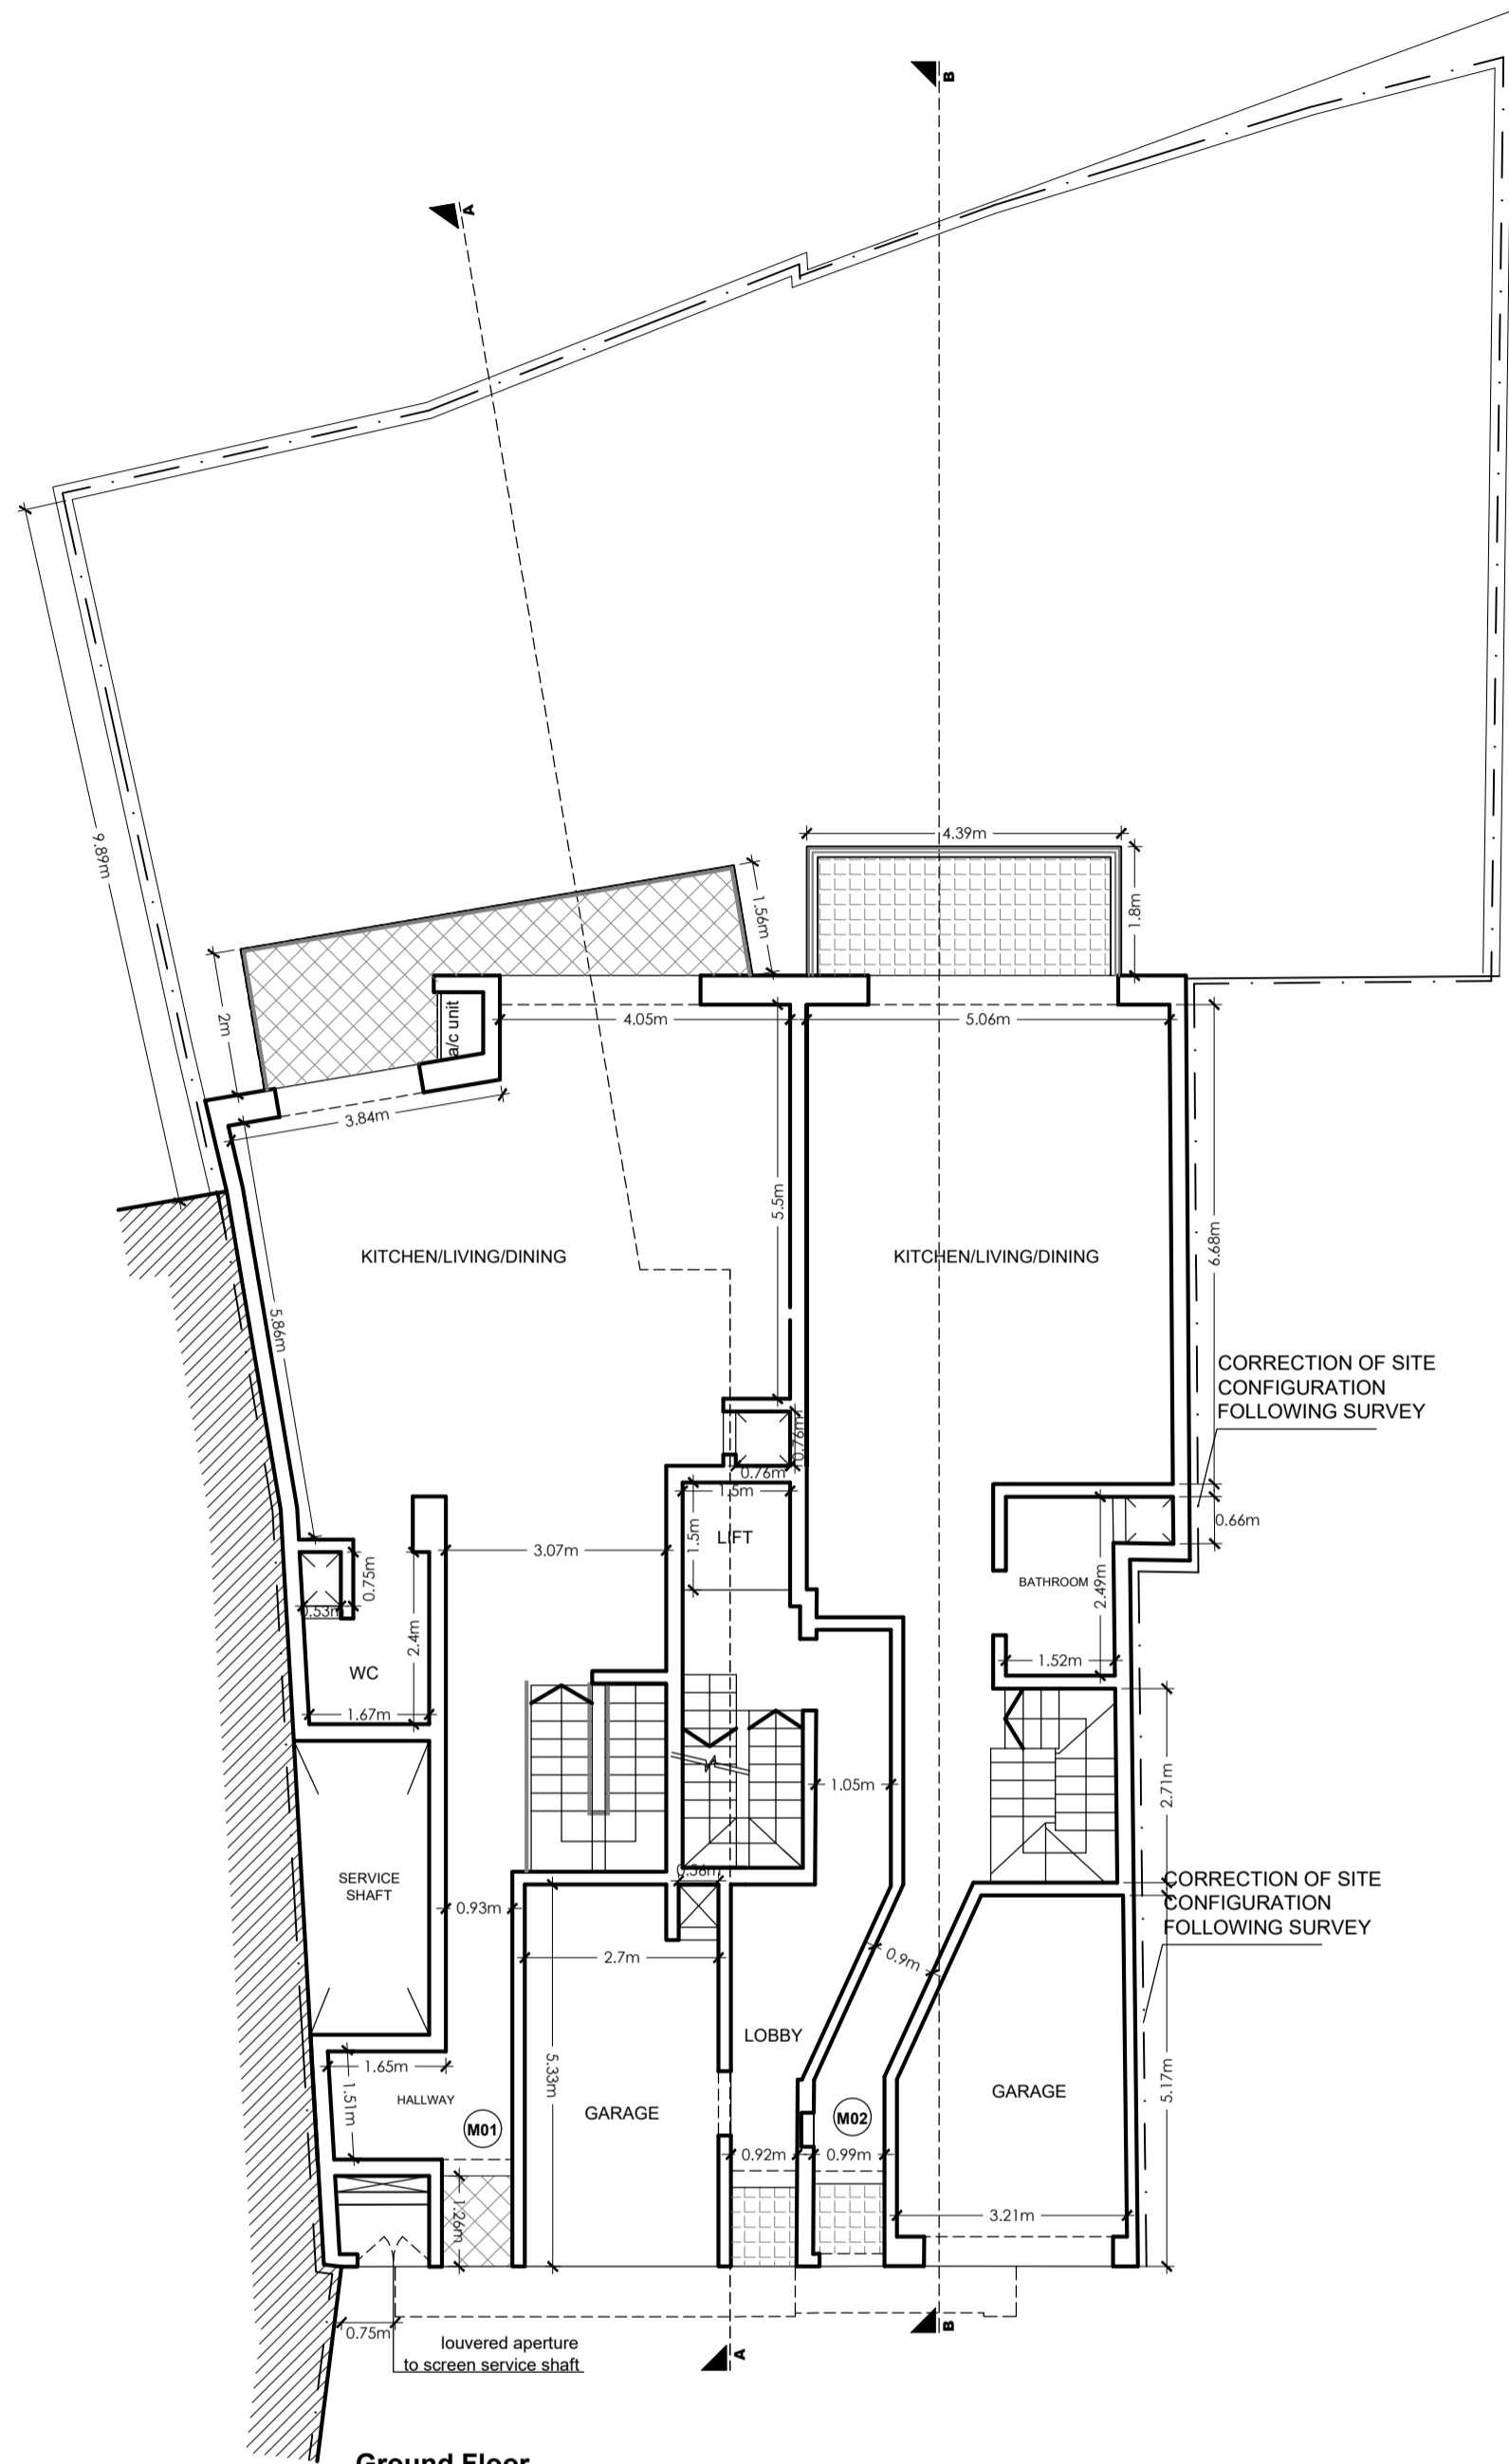 B
A
9.89m
4.39m
1.8m
1.56m
2m
a/c unit
4.05m
5.06m
3.84m
5.5m
6.68m
KITCHEN/LIVING/DINING
KITCHEN/LIVING/DINING
5.86m
CORRECTION OF SITE
CONFIGURATION
FOLLOWING SURVEY
0.76m
0.76m
1.5m
1.5m
LIFT
0.66m
3.07m
0.75m
0.53m
BATHROOM
2.49m
2.4m
WC
1.52m
1.67m
2.71m
1.05m
SERVICE
SHAFT
0.58m
CORRECTION OF SITE
CONFIGURATION
FOLLOWING SURVEY
0.93m
2.7m
0.9m
LOBBY
1.65m
5.33m
5.17m
1.51m
HALLWAY
GARAGE
GARAGE
M01
M02
0.92m
0.99m
1.26m
3.21m
0.75m
louvered aperture
to screen service shaft
B
A
Ground Floor